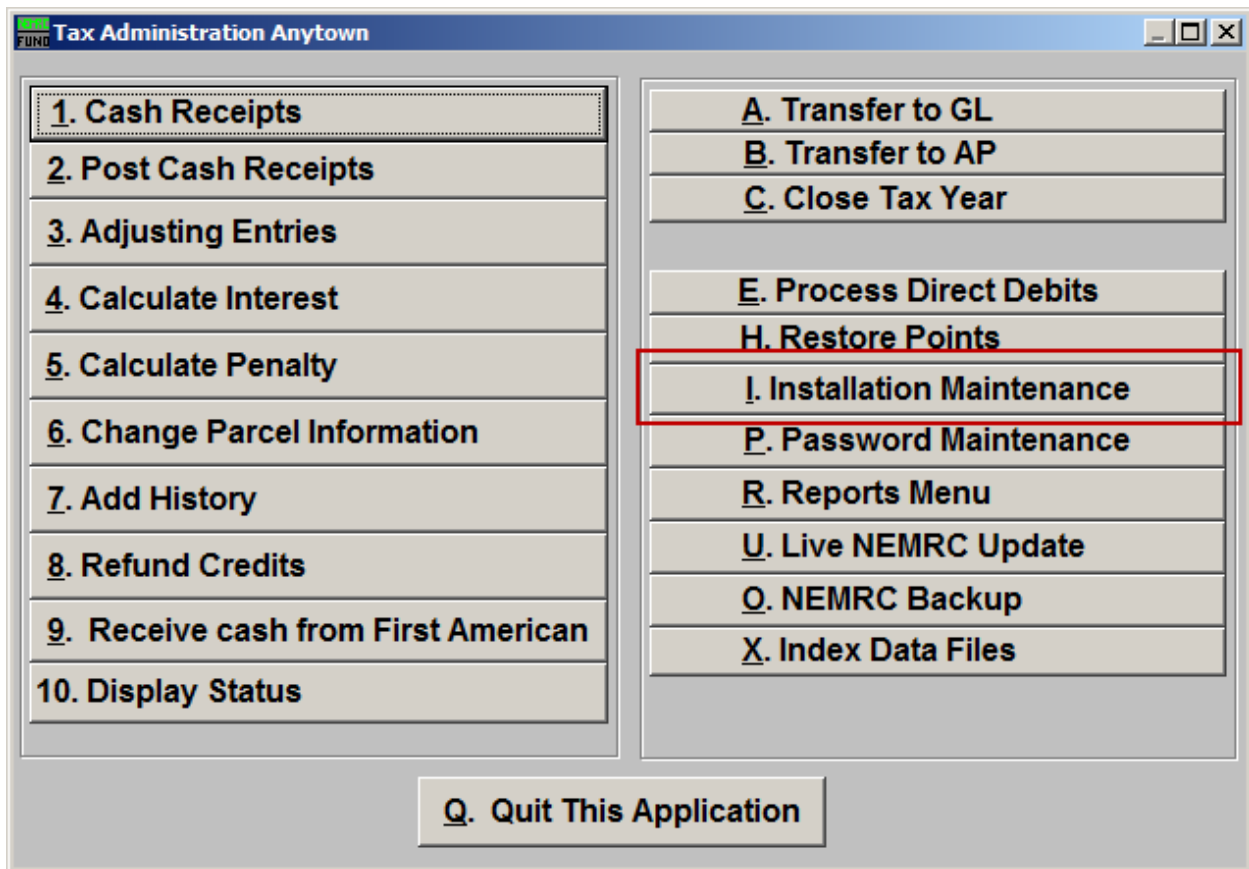 FUND Tax Administration Anytown
1. Cash Receipts
2. Post Cash Receipts
3. Adjusting Entries
4. Calculate Interest
5. Calculate Penalty
6. Change Parcel Information
7. Add History
8. Refund Credits
9. Receive cash from First American
10. Display Status
A. Transfer to GL
B. Transfer to AP
C. Close Tax Year
E. Process Direct Debits
H. Restore Points
I. Installation Maintenance
P. Password Maintenance
R. Reports Menu
U. Live NEMRC Update
O. NEMRC Backup
X. Index Data Files
Q. Quit This Application